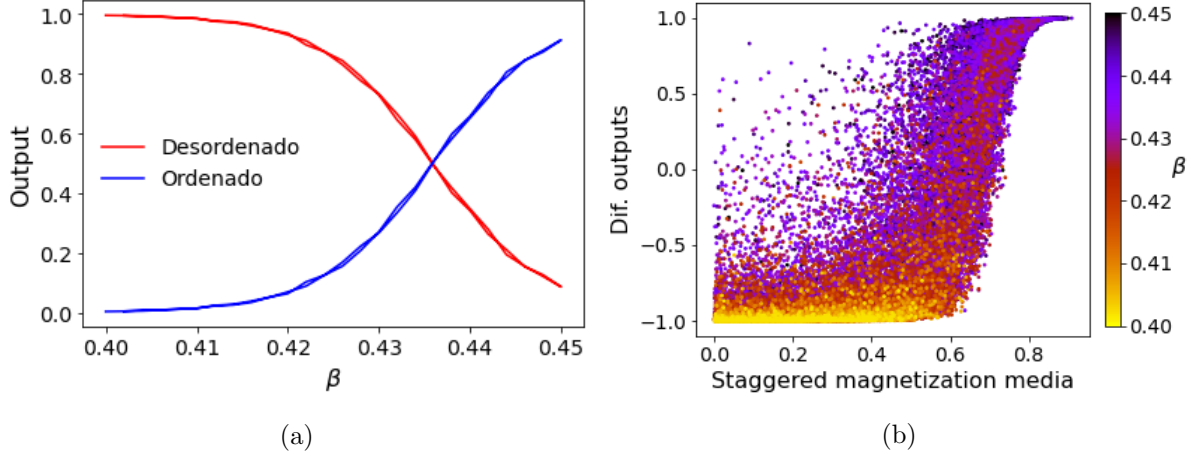 1.0
0.8
0.6
0.4
0.2
0.0
Output
Desordenado
Ordenado
0.40 0.41 0.42 0.43 0.44 0.45
β
(a)
1.0
0.5
0.0
−0.5
−1.0
Dif. outputs
0.0 0.2 0.4 0.6 0.8
Staggered magnetization media
0.45
0.44
0.43
0.42
0.41
0.40
β
(b)